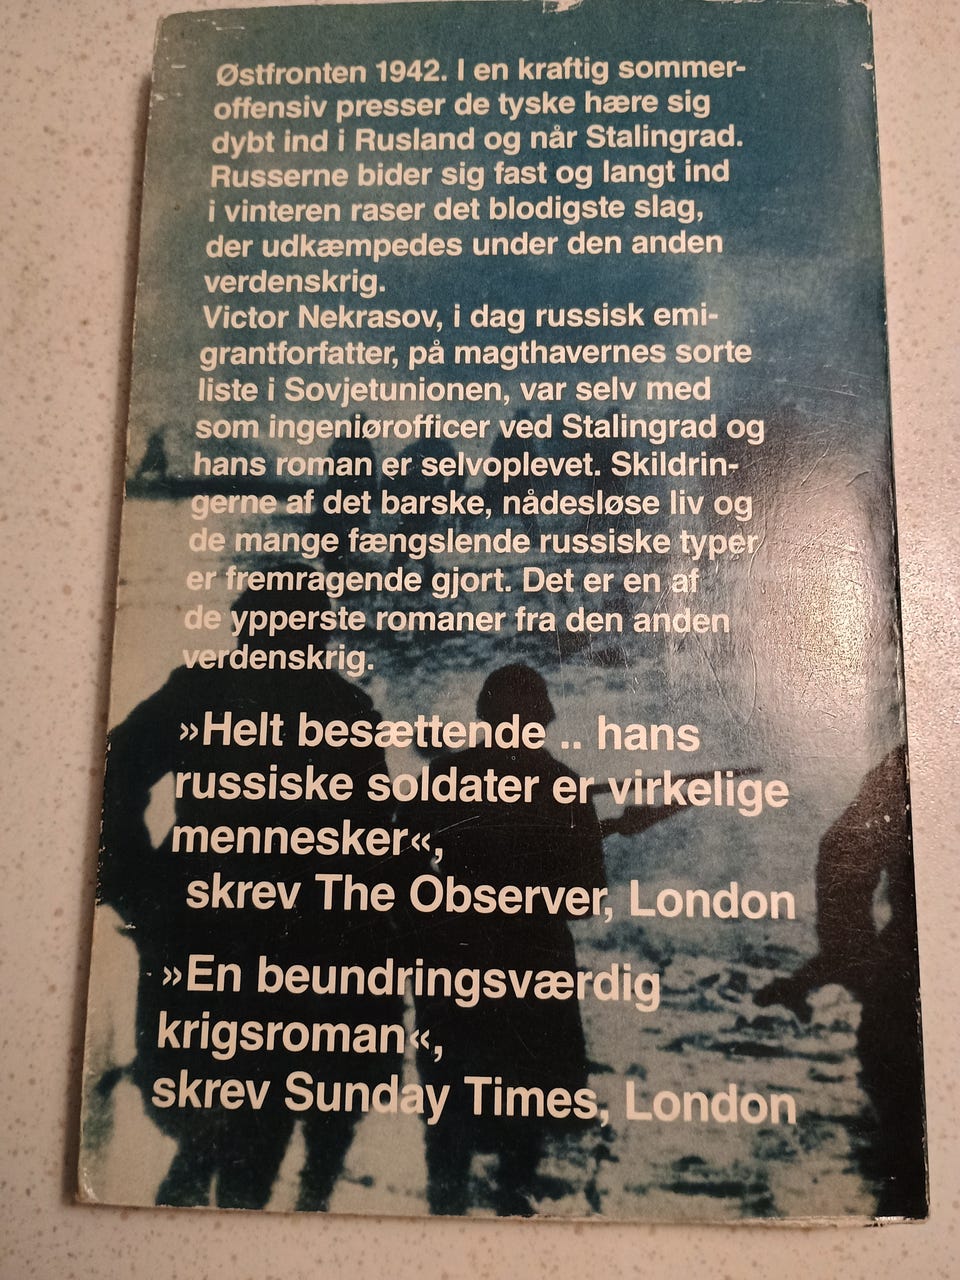 Østfronten 1942. I en kraftig sommer-
offensiv presser de tyske hære sig
dybt ind i Rusland og når Stalingrad.
Russerne bider sig fast og langt ind
i vinteren raser det blodigste slag,
der udkæmpedes under den anden
verdenskrig.
Victor Nekrasov, i dag russisk emi-
grantforfatter, på magthavernes sorte
liste i Sovjetunionen, var selv med
som ingeniørofficer ved Stalingrad og
hans roman er selvoplevet. Skildrin-
gerne af det barske, nådesløse liv og
de mange fængslende russiske typer
er fremragende gjort. Det er en af
de ypperste romaner fra den anden
verdenskrig.
»Helt besættende .. hans
russiske soldater er virkelige
mennesker«,
skrev The Observer, London
»En beundringsværdig
krigsroman«,
skrev Sunday Times, London